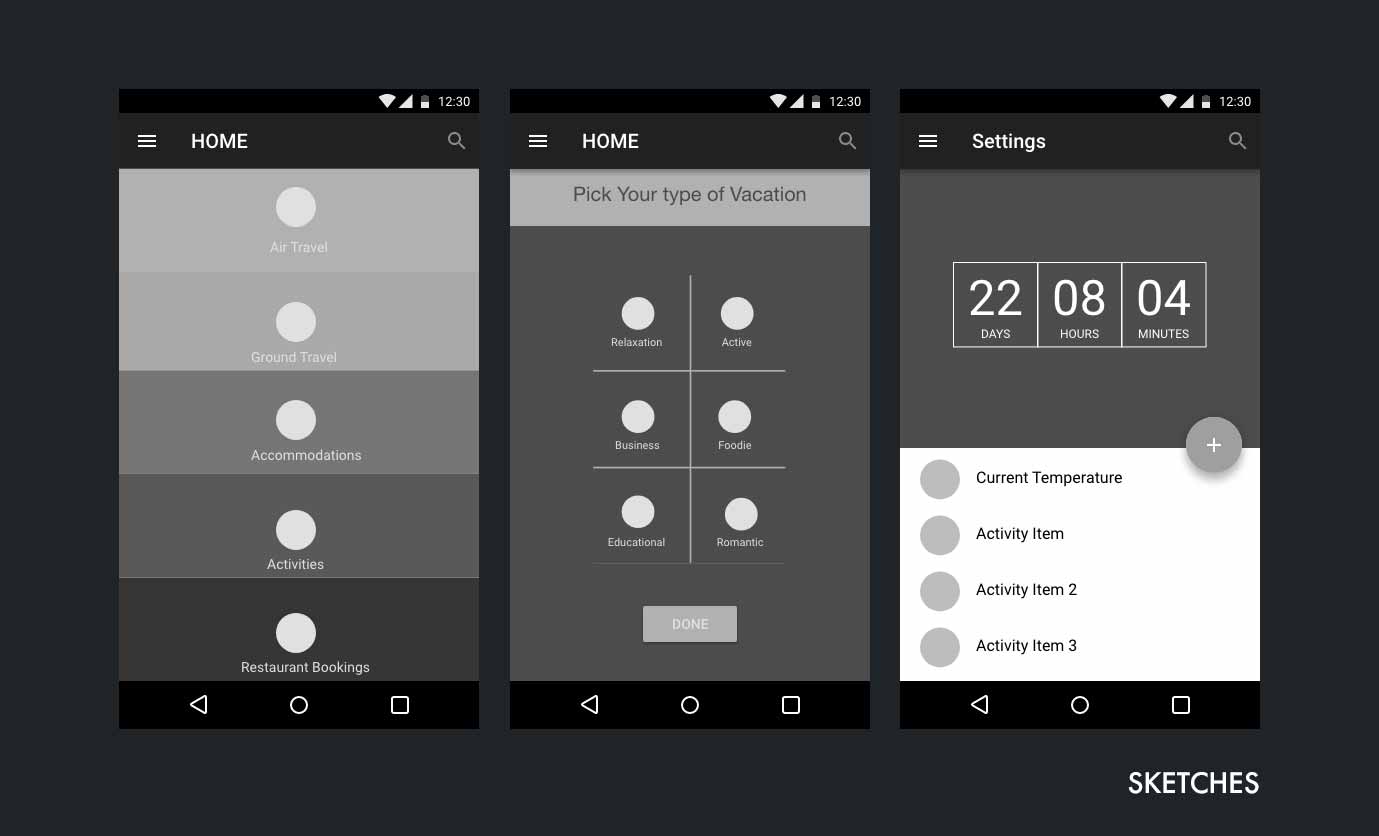 12:30
HOME
Air Travel
Ground Travel
Accommodations
Activities
Restaurant Bookings
12:30
HOME
Pick Your type of Vacation
Relaxation Active
Business Foodie
Educational Romantic
DONE
12:30
Settings
22 08 04
DAYS HOURS MINUTES
+
Current Temperature
Activity Item
Activity Item 2
Activity Item 3
SKETCHES